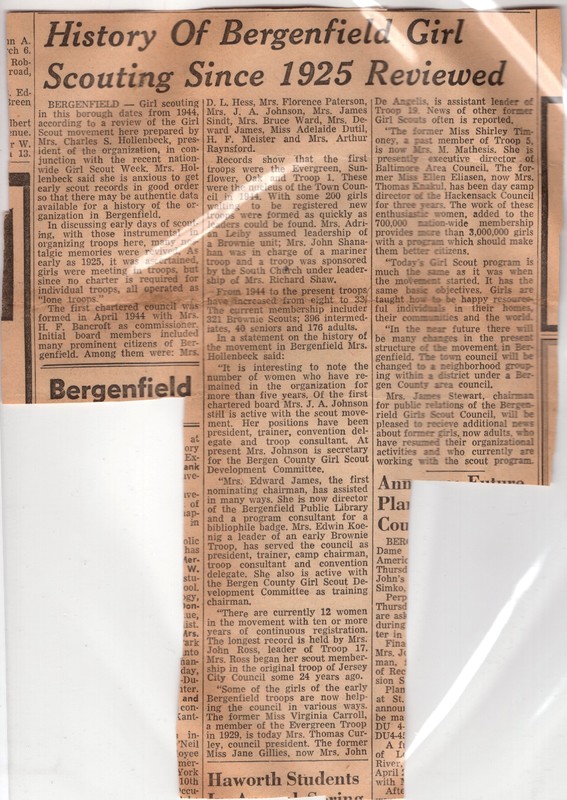 History Of Bergenfield Girl
Scouting Since 1925 Reviewed
BERGENFIELD — Girl scouting
in this borough dates from 1944,
according to a review of the Girl
Scout movement here prepared by
Mrs. Charles S. Hollenbeck, pres-
ident of the organization, in con-
junction with the recent nation-
wide Girl Scout Week. Mrs. Hol-
lenbeck said she is anxious to get
early scout records in good order
so that there may be authentic data
available for a history of the or-
ganization in Bergenfield.
In discussing early days of scout-
ing, with those instrumental in
organizing troops here, many nos-
talgic memories were revived. As
early as 1925, it was ascertained,
girls were meeting as troops, but
since no charter is required for
individual troops, all operated as
"lone troops."
The first chartered council was
formed in April 1944 with Mrs.
H. F. Bancroft as commissioner.
Initial board members included
many prominent citizens of Ber-
genfield. Among them were: Mrs.
D. L. Hess, Mrs. Florence Paterson,
Mrs. J. A. Johnson, Mrs. James
Sindt, Mrs. Bruce Ward, Mrs. De-
ward James, Miss Adelaide Dutil,
H. F. Meister and Mrs. Arthur
Raynsford.
Records show that the first
troops were the Evergreen, Sun-
flower, Oak and Troop 1. These
were the nucleus of the Town Coun-
cil in 1944. With some 200 girls
waiting to be registered new
troops were formed as quickly as
leaders could be found. Mrs. Adri-
an Leiby assumed leadership of
a Brownie unit; Mrs. John Shana-
han was in charge of a mariner
troop and a troop was sponsored
by the South Church under leader-
ship of Mrs. Richard Shaw.
From 1944 to the present troops
have increased from eight to 33.
The current membership includes
321 Brownie Scouts; 396 intermed-
iates, 40 seniors and 176 adults.
In a statement on the history of
the movement in Bergenfield Mrs.
Hollenbeck said:
"It is interesting to note the
number of women who have re-
mained in the organization for
more than five years. Of the first
chartered board Mrs. J. A. Johnson
still is active with the scout move-
ment. Her positions have been
president, trainer, convention del-
egate and troop consultant. At
present Mrs. Johnson is secretary
for the Bergen County Girl Scout
Development Committee.
"Mrs. Edward James, the first
nominating chairman, has assisted
in many ways. She is now director
of the Bergenfield Public Library
and a program consultant for a
bibliophile badge. Mrs. Edwin Koe-
nig a leader of an early Brownie
Troop, has served the council as
president, trainer, camp chairman,
troop consultant and convention
delegate. She also is active with
the Bergen County Girl Scout De-
velopment Committee as training
chairman.
"There are currently 12 women
in the movement with ten or more
years of continuous registration.
The longest record is held by Mrs.
John Ross, leader of Troop 17.
Mrs. Ross began her scout member-
ship in the original troop of Jersey
City Council some 24 years ago.
"Some of the girls of the early
Bergenfield troops are now help-
ing the council in various ways.
The former Miss Virginia Carroll,
a member of the Evergreen Troop
in 1929, is today Mrs. Thomas Cur-
ley, council president. The former
Miss Jane Gillies, now Mrs. John
De Angelis, is assistant leader of
Troop 19. News of other former
Girl Scouts often is reported.
"The former Miss Shirley Tim-
oney, a past member of Troop 5,
is now Mrs. M. Mathesis. She is
presently executive director of
Baltimore Area Council. The for-
mer Miss Ellen Eliasen, now Mrs.
Thomas Knakul, has been day camp
director of the Hackensack Council
for three years. The work of these
enthusiastic women, added to the
700,000 nation-wide membership
provides more than 3,000,000 girls
with a program which should make
them better citizens.
"Today's Girl Scout program is
much the same as it was when
the movement started. It has the
same basic objectives. Girls are
taught how to be happy resource-
ful individuals in their homes,
their communities and the world.
"In the near future there will
be many changes in the present
structure of the movement in Ber-
genfield. The town council will be
changed to a neighborhood group-
ing within a district under a Ber-
gen County area council.
Mrs. James Stewart, chairman
for public relations of the Bergen-
field Girls Scout Council, will be
pleased to recieve additional news
about former girls, now adults, who
have resumed their organizational
activities and who currently are
working with the scout program.
Bergenfield
Haworth Students